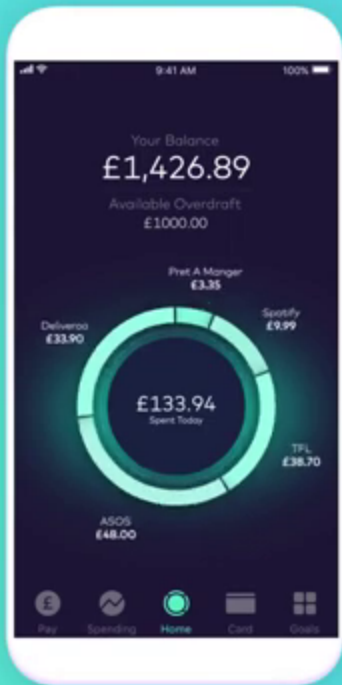 9:41 AM
100%
Your Balance
£1,426.89
Available Overdraft
£1000.00
Pret A Manger
£3.35
Spotify
£9.99
Deliveroo
£33.90
£133.94
Spent Today
TFL
£38.70
ASOS
£48.00
£
Pay
Spending
Home
Card
Goals